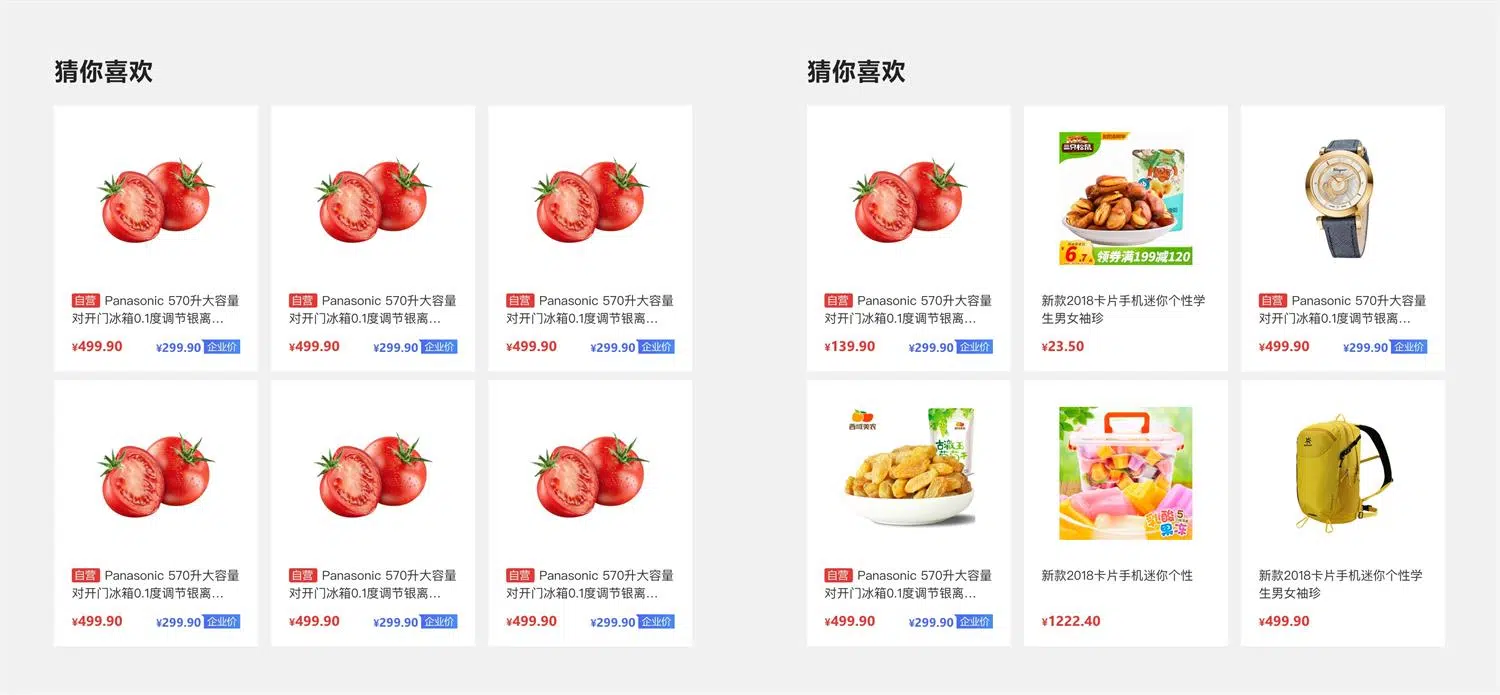 猜你喜欢
自营 Panasonic 570升大容量
对开门冰箱0.1度调节银离...
¥499.90 ¥299.90 企业价
自营 Panasonic 570升大容量
对开门冰箱0.1度调节银离...
¥499.90 ¥299.90 企业价
自营 Panasonic 570升大容量
对开门冰箱0.1度调节银离...
¥499.90 ¥299.90 企业价
自营 Panasonic 570升大容量
对开门冰箱0.1度调节银离...
¥499.90 ¥299.90 企业价
自营 Panasonic 570升大容量
对开门冰箱0.1度调节银离...
¥499.90 ¥299.90 企业价
自营 Panasonic 570升大容量
对开门冰箱0.1度调节银离...
¥499.90 ¥299.90 企业价
猜你喜欢
自营 Panasonic 570升大容量
对开门冰箱0.1度调节银离...
¥139.90 ¥299.90 企业价
三只松鼠
6.7
领券满199减120
新款2018卡片手机迷你个性学
生男女袖珍
¥23.50
自营 Panasonic 570升大容量
对开门冰箱0.1度调节银离...
¥499.90 ¥299.90 企业价
西域美农
自营 Panasonic 570升大容量
对开门冰箱0.1度调节银离...
¥499.90 ¥299.90 企业价
乳酸
果冻
新款2018卡片手机迷你个性
¥1222.40
新款2018卡片手机迷你个性学
生男女袖珍
¥499.90